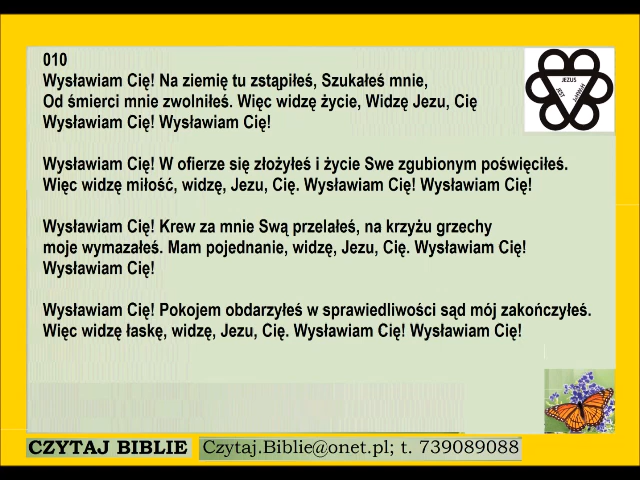 010
Wysławiam Cię! Na ziemię tu zstąpiłeś, Szukałeś mnie,
Od śmierci mnie zwolniłeś. Więc widzę życie, Widzę Jezu, Cię
Wysławiam Cię! Wysławiam Cię!
Wysławiam Cię! W ofierze się złożyłeś i życie Swe zgubionym poświęciłeś.
Więc widzę miłość, widzę, Jezu, Cię. Wysławiam Cię! Wysławiam Cię!
Wysławiam Cię! Krew za mnie Swą przelałeś, na krzyżu grzechy
moje wymazałeś. Mam pojednanie, widzę, Jezu, Cię. Wysławiam Cię!
Wysławiam Cię!
Wysławiam Cię! Pokojem obdarzyłeś w sprawiedliwości sąd mój zakończyłeś.
Więc widzę łaskę, widzę, Jezu, Cię. Wysławiam Cię! Wysławiam Cię!
JEZUS
JEST
CZYTAJ BIBLIE Czytaj.Biblie@onet.pl; t. 739089088